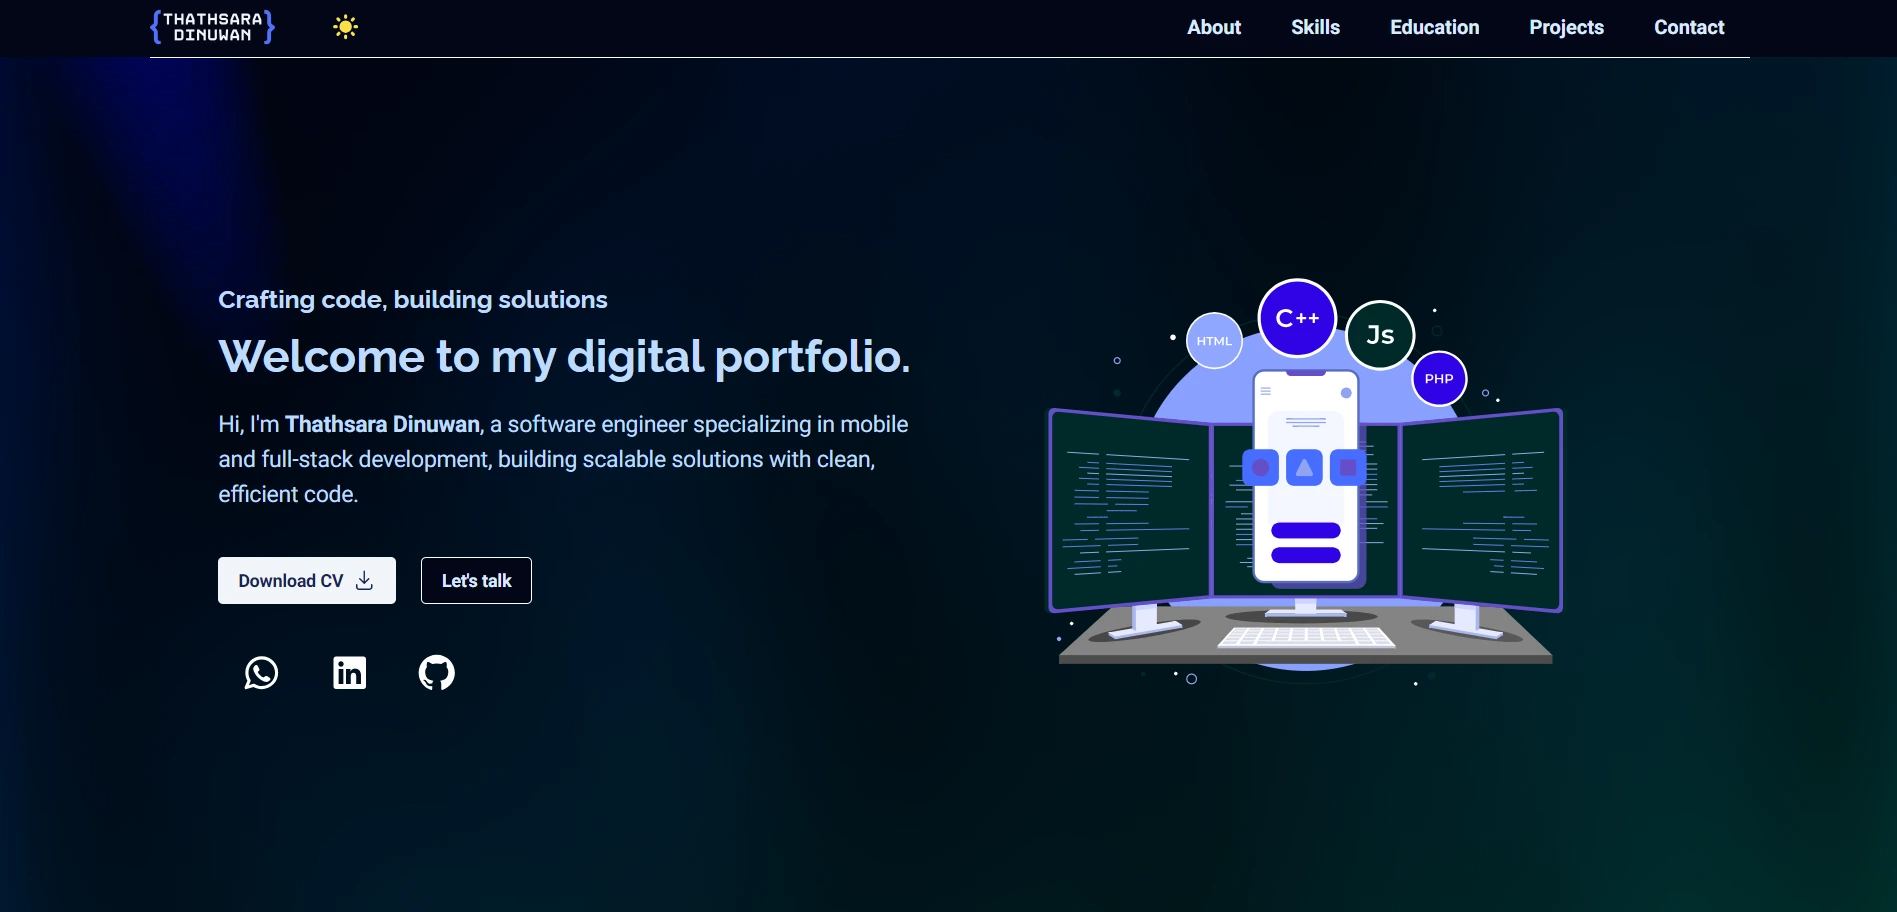 THATHSARA
DINUWAN
About
Skills
Education
Projects
Contact
Crafting code, building solutions
Welcome to my digital portfolio.
Hi, I'm Thathsara Dinuwan, a software engineer specializing in mobile
and full-stack development, building scalable solutions with clean,
efficient code.
Download CV
Let's talk
in
HTML
C++
Js
PHP